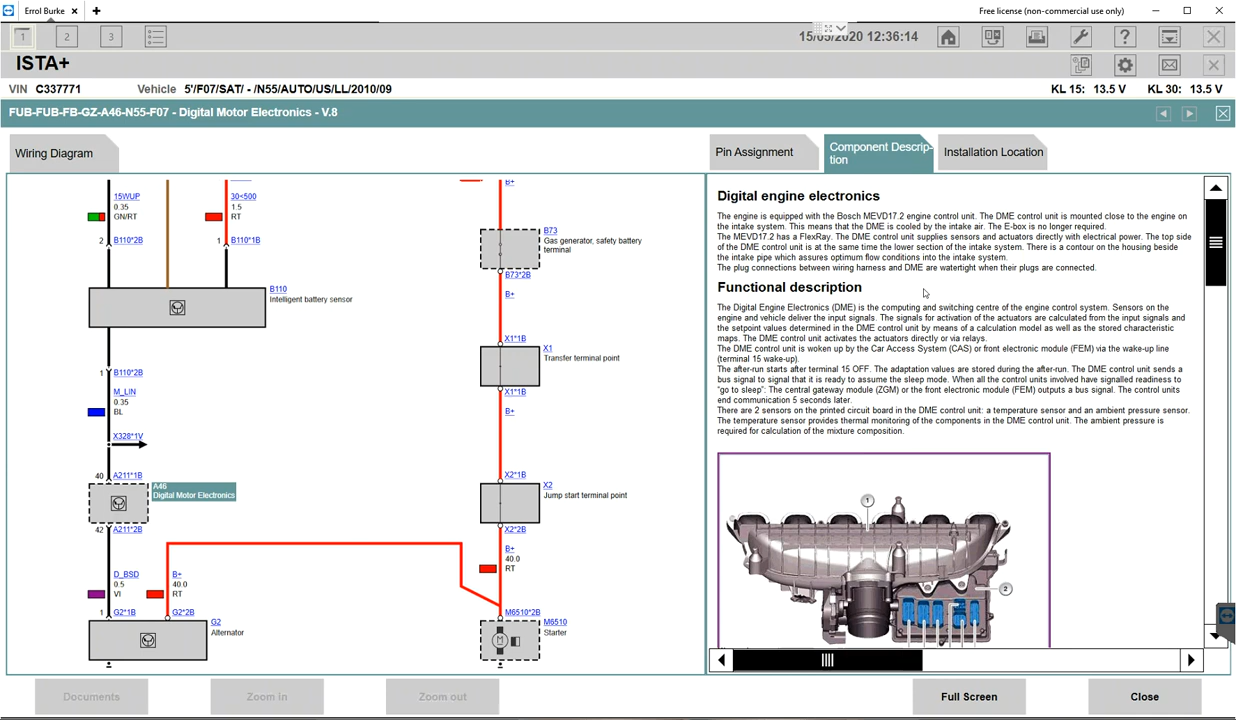 Errol Burke
Free license (non-commercial use only)
1 2 3
15/05/2020 12:36:14
ISTA+
VIN C337771 Vehicle 5'/F07/SAT/ - /N55/AUTO/US/LL/2010/09 KL 15: 13.5 V KL 30: 13.5 V
FUB-FUB-FB-GZ-A46-N55-F07 - Digital Motor Electronics - V.8
Wiring Diagram
Pin Assignment
Component Descrip-
tion
Installation Location
15WUP
0.35
GN/RT
2 B110*2B
30<500
1.5
RT
1 B110*1B
B110
Intelligent battery sensor
1 B110*2B
M_LIN
0.35
BL
X328*1V
40 A211*1B
A46
Digital Motor Electronics
42 A211*2B
D_BSD
0.5
VI
1 G2*1B
B+
40.0
RT
G2*2B
G2
Alternator
B+
B73
Gas generator, safety battery
terminal
B73*2B
B+
X1*1B
X1
Transfer terminal point
X1*1B
B+
X2*1B
X2
Jump start terminal point
X2*2B
B+
40.0
RT
M6510*2B
M6510
Starter
M
Digital engine electronics
The engine is equipped with the Bosch MEVD17.2 engine control unit. The DME control unit is mounted close to the engine on
the intake system. This means that the DME is cooled by the intake air. The E-box is no longer required.
The MEVD17.2 has a FlexRay. The DME control unit supplies sensors and actuators directly with electrical power. The top side
of the DME control unit is at the same time the lower section of the intake system. There is a contour on the housing beside
the intake pipe which assures optimum flow conditions into the intake system.
The plug connections between wiring harness and DME are watertight when their plugs are connected.
Functional description
The Digital Engine Electronics (DME) is the computing and switching centre of the engine control system. Sensors on the
engine and vehicle deliver the input signals. The signals for activation of the actuators are calculated from the input signals and
the setpoint values determined in the DME control unit by means of a calculation model as well as the stored characteristic
maps. The DME control unit activates the actuators directly or via relays.
The DME control unit is woken up by the Car Access System (CAS) or front electronic module (FEM) via the wake-up line
(terminal 15 wake-up).
The after-run starts after terminal 15 OFF. The adaptation values are stored during the after-run. The DME control unit sends a
bus signal to signal that it is ready to assume the sleep mode. When all the control units involved have signalled readiness to
"go to sleep": The central gateway module (ZGM) or the front electronic module (FEM) outputs a bus signal. The control units
end communication 5 seconds later.
There are 2 sensors on the printed circuit board in the DME control unit: a temperature sensor and an ambient pressure sensor.
The temperature sensor provides thermal monitoring of the components in the DME control unit. The ambient pressure is
required for calculation of the mixture composition.
1
2
Documents
Zoom in
Zoom out
Full Screen
Close